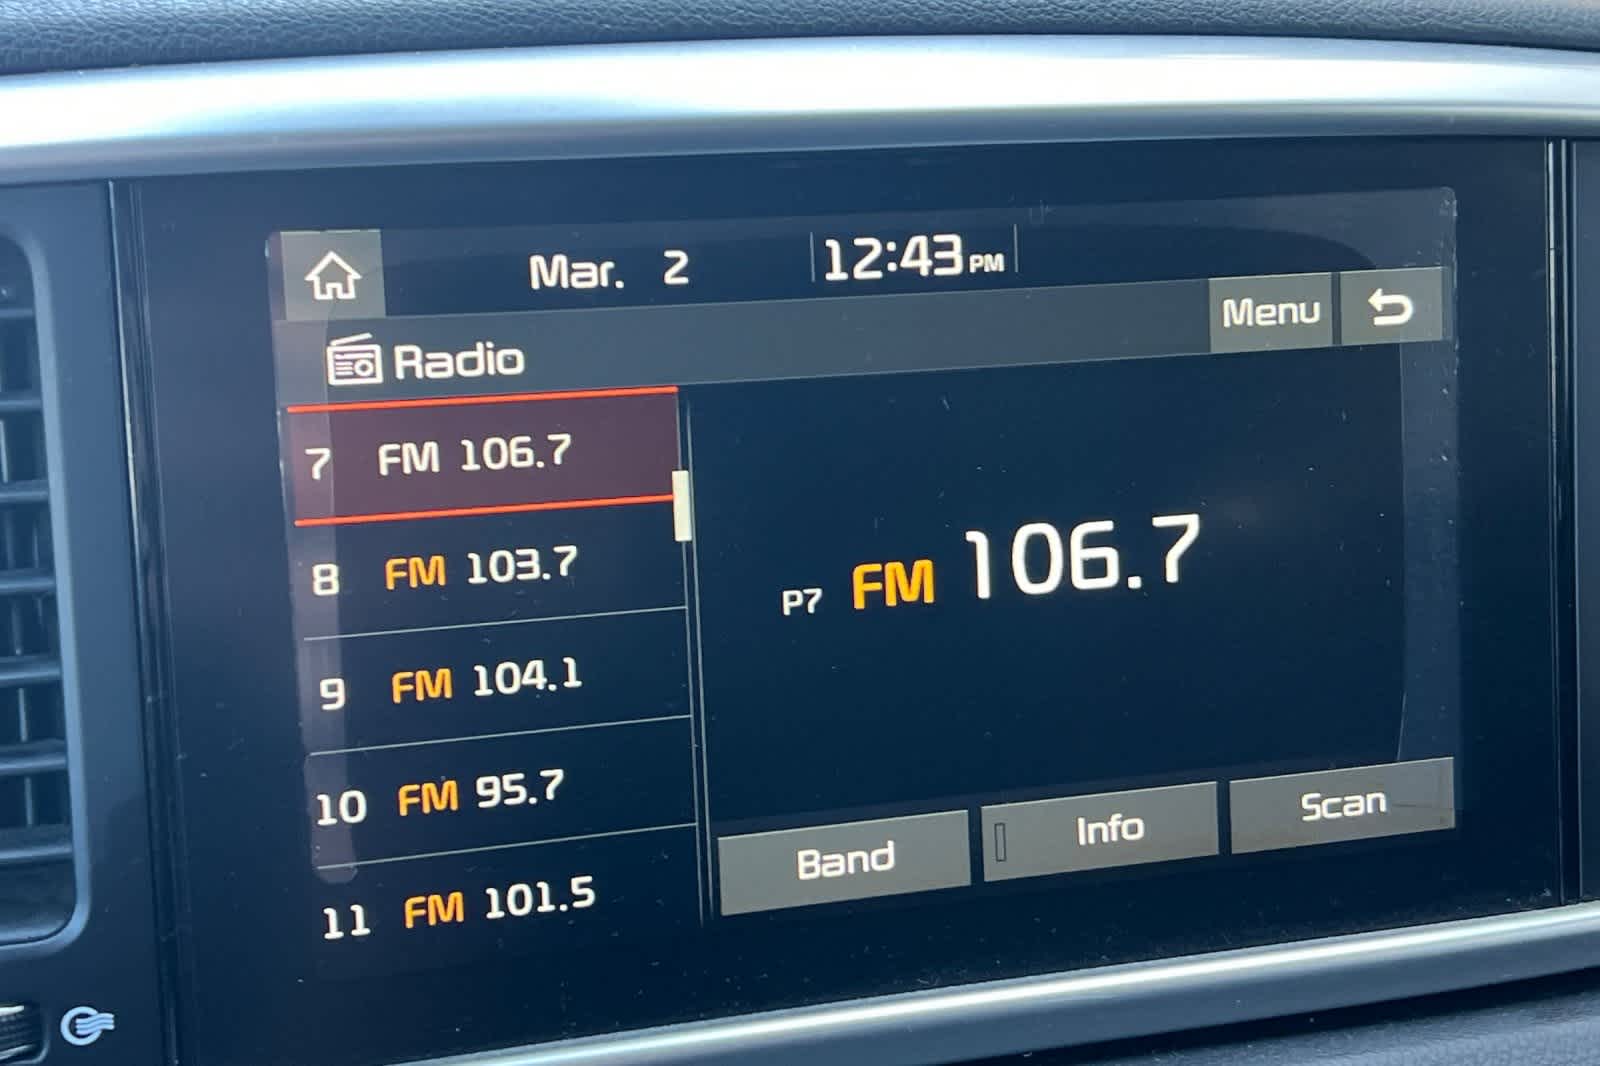 Mar. 2 12:43 PM
Menu
Radio
7 FM 106.7
8 FM 103.7
9 FM 104.1
10 FM 95.7
11 FM 101.5
P7 FM 106.7
Band Info Scan